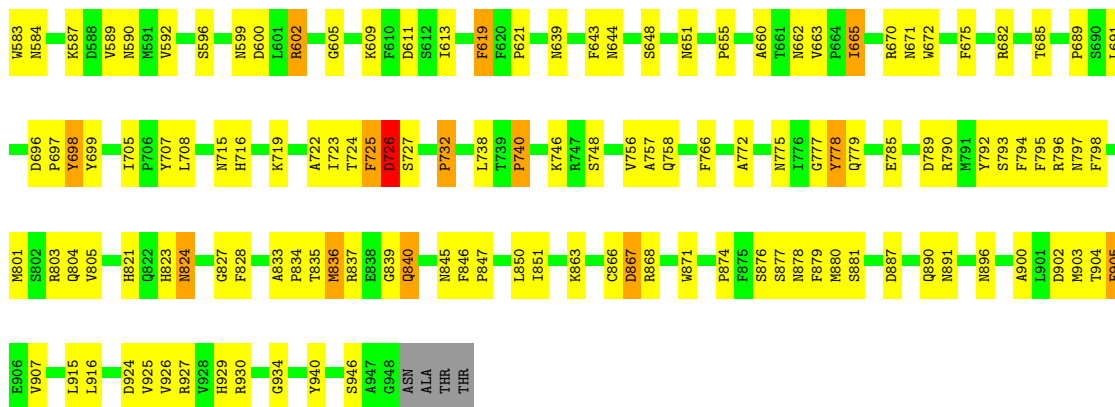 W583 N584 K587 D588 V589 N590 M591 V592 S596 N599 D600 L601 R602 G605 K609 F610 D611 S612 I613 F619 F620 P621 N639 F643 N644 S648 N651 P655 A660 T661 N662 V663 P664 I665 R670 N671 W672 F675 R682 T685 P689 S690
D696 P697 Y698 Y699 I705 P706 Y707 L708 N715 H716 K719 A722 I723 T724 F725 D726 S727 P732 L738 T739 P740 K746 R747 S748 V756 A757 Q758 F766 A772 N775 I776 G777 Y778 Q779 E785 D789 R790 M791 Y792 S793 F794 F795 R796 N797 F798
M801 S802 R803 Q804 V805 H821 Q822 H823 N824 G827 F828 A833 P834 T835 M836 R837 E838 G839 Q840 N845 F846 P847 L850 I851 K863 C866 D867 R868 W871 P874 F875 S876 S877 N878 F879 M880 S881 D887 Q890 N891 N896 A900 L901 D902 M903 T904
E906 V907 L915 L916 D924 V925 V926 R927 V928 H929 R930 G934 Y940 S946 A947 G948 ASN ALA THR THR